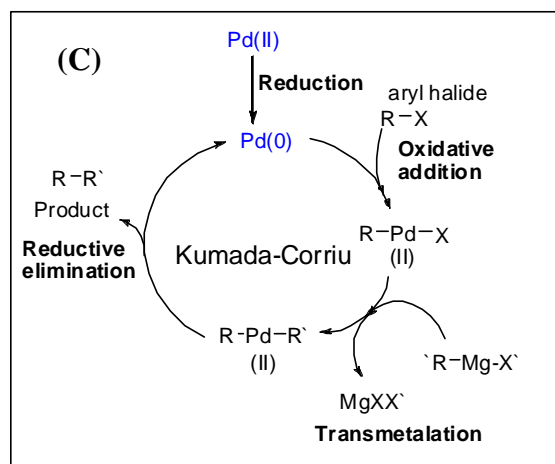 (C)
Pd(II)
Reduction
aryl halide
R-X
Pd(0)
Oxidative
addition
R-R`
Product
R-Pd-X
(II)
Reductive
elimination
Kumada-Corriu
R-Pd-R`
(II)
`R-Mg-X`
MgXX`
Transmetalation